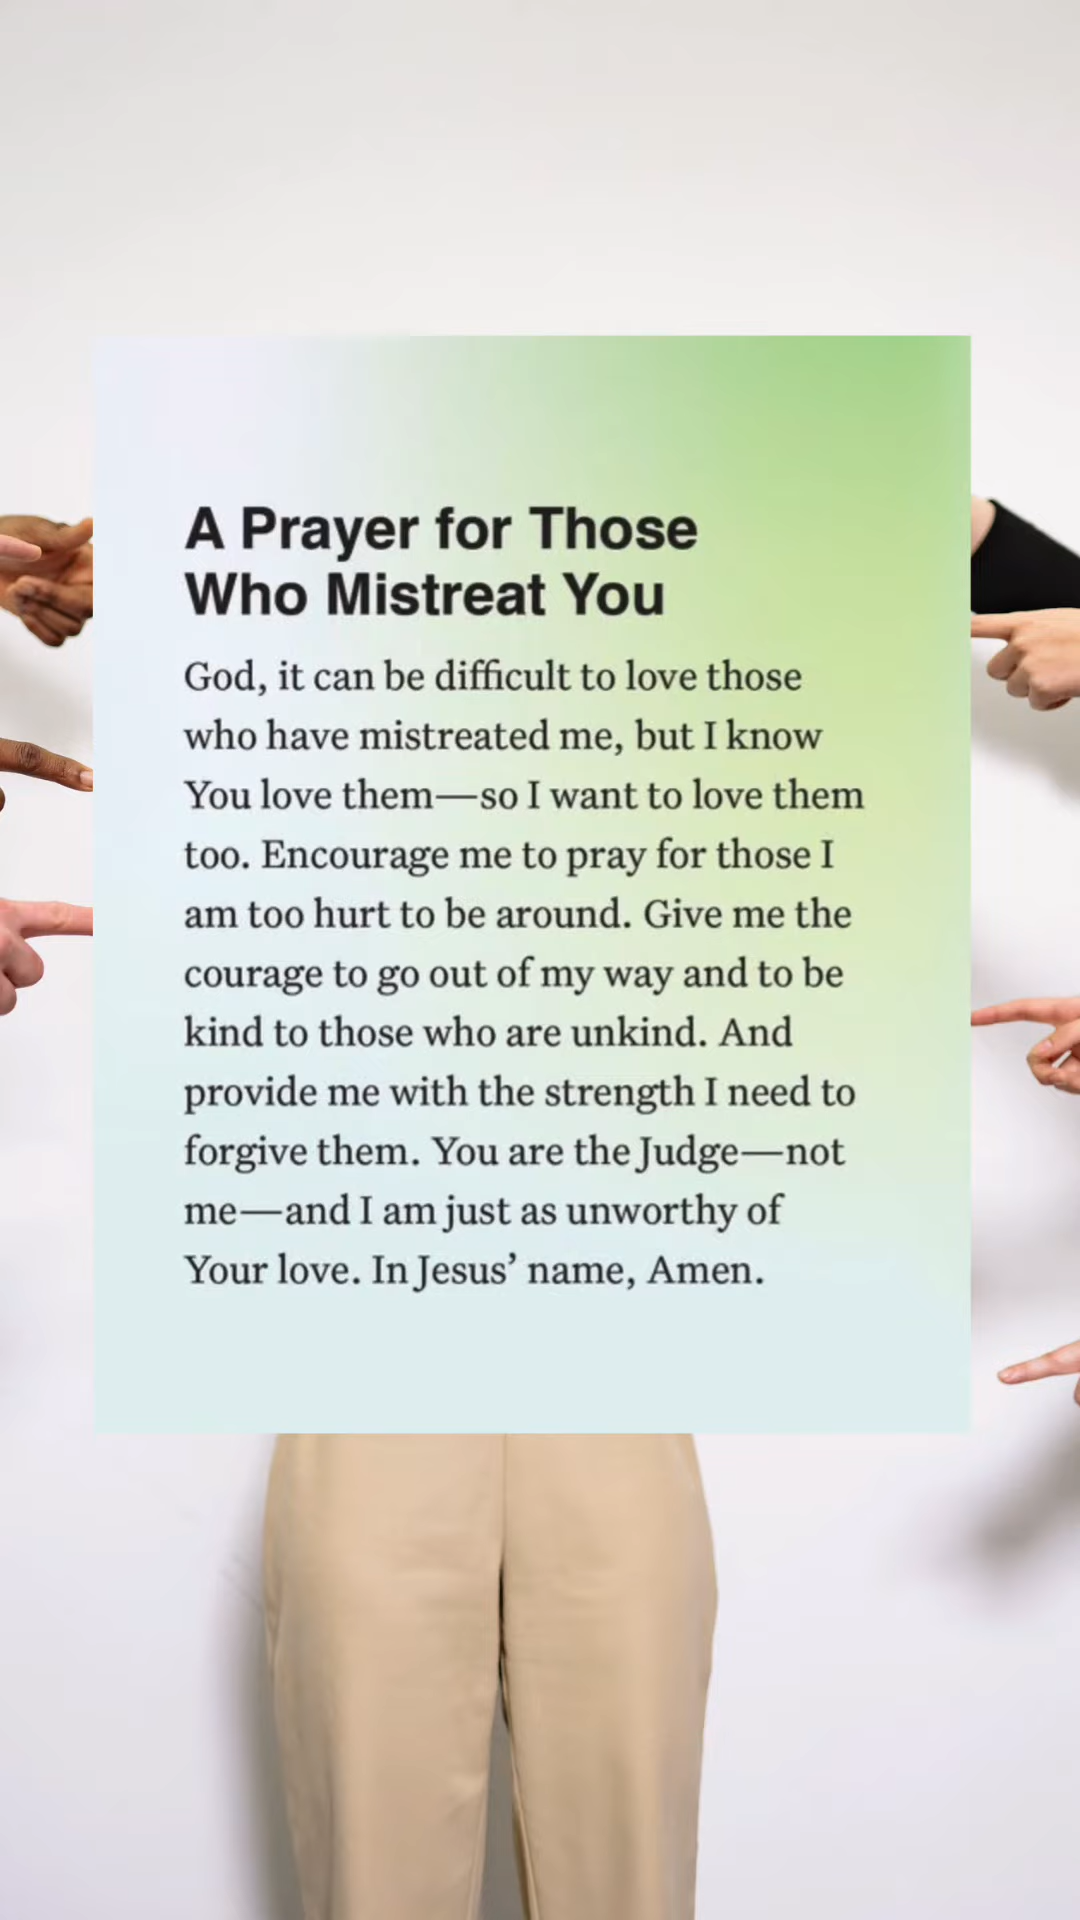 A Prayer for Those
Who Mistreat You
God, it can be difficult to love those
who have mistreated me, but I know
You love them—so I want to love them
too. Encourage me to pray for those I
am too hurt to be around. Give me the
courage to go out of my way and to be
kind to those who are unkind. And
provide me with the strength I need to
forgive them. You are the Judge—not
me—and I am just as unworthy of
Your love. In Jesus’ name, Amen.